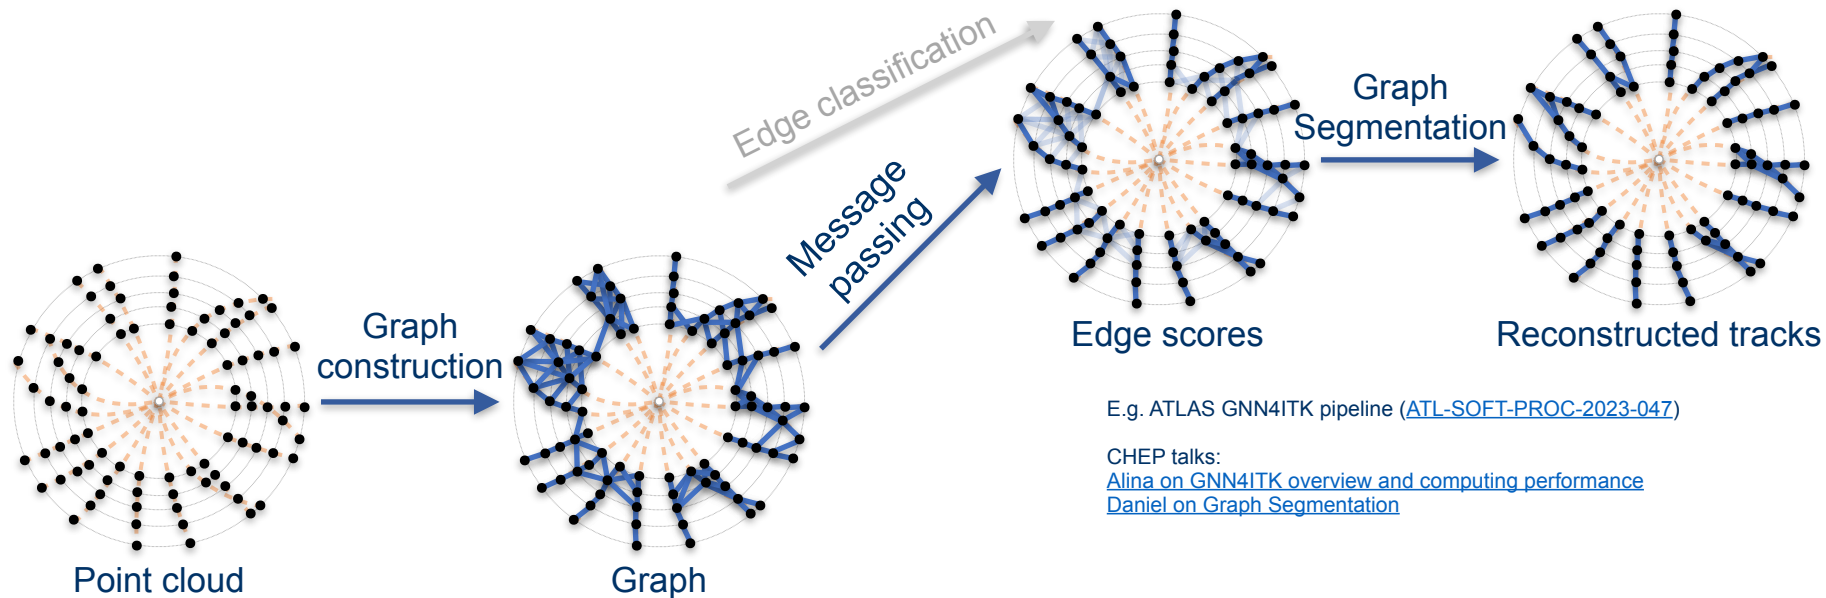 Edge classification
Graph
Segmentation
Message
passing
Graph
construction
Edge scores
Reconstructed tracks
E.g. ATLAS GNN4ITK pipeline (ATL-SOFT-PROC-2023-047)
CHEP talks:
Alina on GNN4ITK overview and computing performance
Daniel on Graph Segmentation
Point cloud
Graph